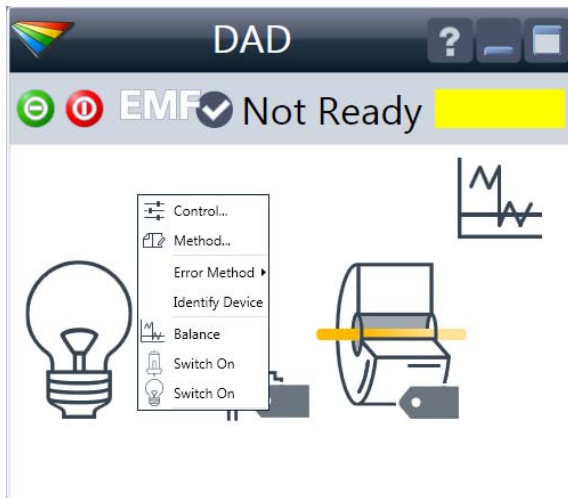 DAD
?
EMF Not Ready
Control...
Method...
Error Method
Identify Device
Balance
Switch On
Switch On